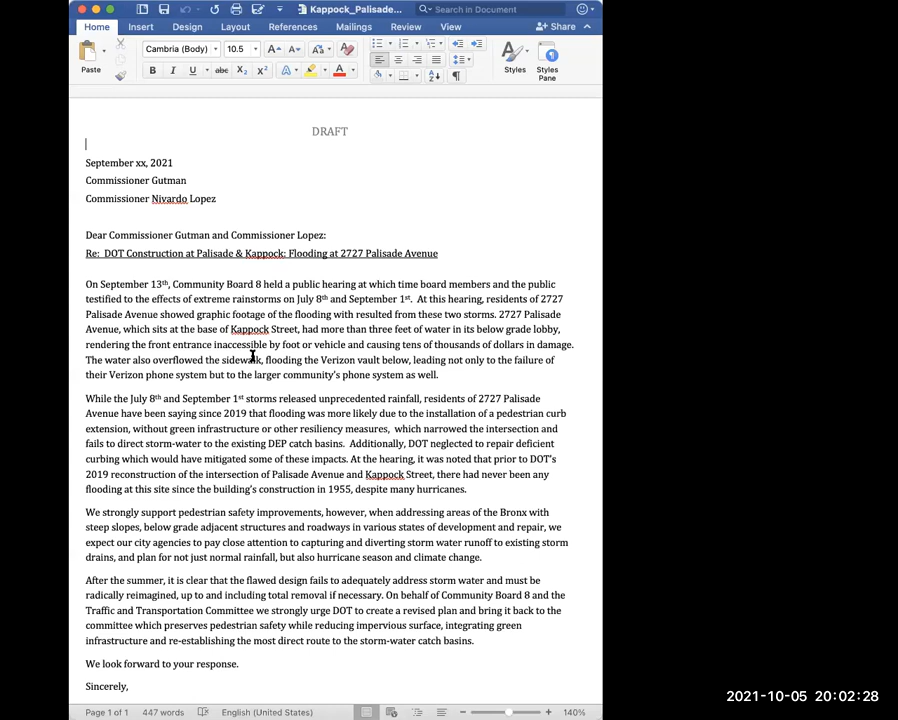 Kappock_Palisade...
Search in Document
Home Insert Design Layout References Mailings Review View Share
Paste
Cambria (Body) 10.5
Styles
Styles Pane
DRAFT
September xx, 2021
Commissioner Gutman
Commissioner Nivardo Lopez
Dear Commissioner Gutman and Commissioner Lopez:
Re: DOT Construction at Palisade & Kappock: Flooding at 2727 Palisade Avenue
On September 13th, Community Board 8 held a public hearing at which time board members and the public
testified to the effects of extreme rainstorms on July 8th and September 1st. At this hearing, residents of 2727
Palisade Avenue showed graphic footage of the flooding with resulted from these two storms. 2727 Palisade
Avenue, which sits at the base of Kappock Street, had more than three feet of water in its below grade lobby,
rendering the front entrance inaccessible by foot or vehicle and causing tens of thousands of dollars in damage.
The water also overflowed the sidewalk, flooding the Verizon vault below, leading not only to the failure of
their Verizon phone system but to the larger community's phone system as well.
While the July 8th and September 1st storms released unprecedented rainfall, residents of 2727 Palisade
Avenue have been saying since 2019 that flooding was more likely due to the installation of a pedestrian curb
extension, without green infrastructure or other resiliency measures, which narrowed the intersection and
fails to direct storm-water to the existing DEP catch basins. Additionally, DOT neglected to repair deficient
curbing which would have mitigated some of these impacts. At the hearing, it was noted that prior to DOT's
2019 reconstruction of the intersection of Palisade Avenue and Kappock Street, there had never been any
flooding at this site since the building's construction in 1955, despite many hurricanes.
We strongly support pedestrian safety improvements, however, when addressing areas of the Bronx with
steep slopes, below grade adjacent structures and roadways in various states of development and repair, we
expect our city agencies to pay close attention to capturing and diverting storm water runoff to existing storm
drains, and plan for not just normal rainfall, but also hurricane season and climate change.
After the summer, it is clear that the flawed design fails to adequately address storm water and must be
radically reimagined, up to and including total removal if necessary. On behalf of Community Board 8 and the
Traffic and Transportation Committee we strongly urge DOT to create a revised plan and bring it back to the
committee which preserves pedestrian safety while reducing impervious surface, integrating green
infrastructure and re-establishing the most direct route to the storm-water catch basins.
We look forward to your response.
Sincerely,
Page 1 of 1 447 words English (United States) 140%
2021-10-05 20:02:28